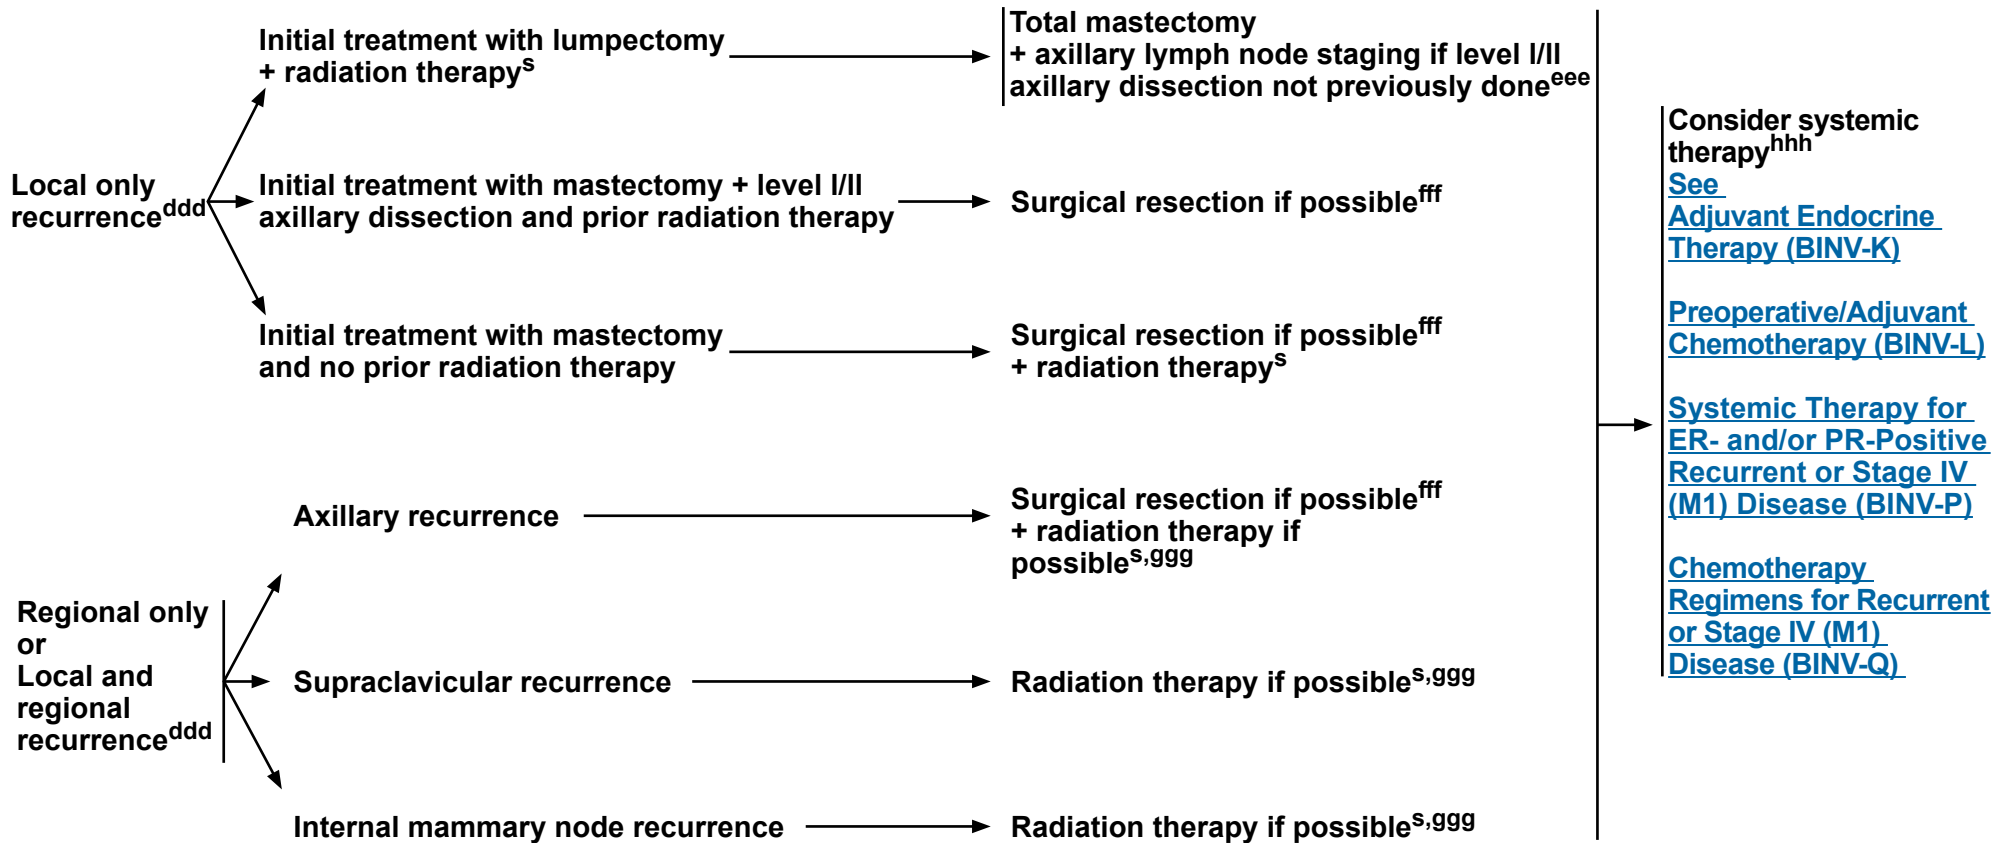 Local only
recurrenceddd
Initial treatment with lumpectomy
+ radiation therapys
Total mastectomy
+ axillary lymph node staging if level I/II
axillary dissection not previously doneeee
Initial treatment with mastectomy + level I/II
axillary dissection and prior radiation therapy
Surgical resection if possiblefff
Initial treatment with mastectomy
and no prior radiation therapy
Surgical resection if possiblefff
+ radiation therapys
Regional only
or
Local and
regional
recurrenceddd
Axillary recurrence
Surgical resection if possiblefff
+ radiation therapy if
possibles,ggg
Supraclavicular recurrence
Radiation therapy if possibles,ggg
Internal mammary node recurrence
Radiation therapy if possibles,ggg
Consider systemic
therapyhhh
See
Adjuvant Endocrine
Therapy (BINV-K)
Preoperative/Adjuvant
Chemotherapy (BINV-L)
Systemic Therapy for
ER- and/or PR-Positive
Recurrent or Stage IV
(M1) Disease (BINV-P)
Chemotherapy
Regimens for Recurrent
or Stage IV (M1)
Disease (BINV-Q)